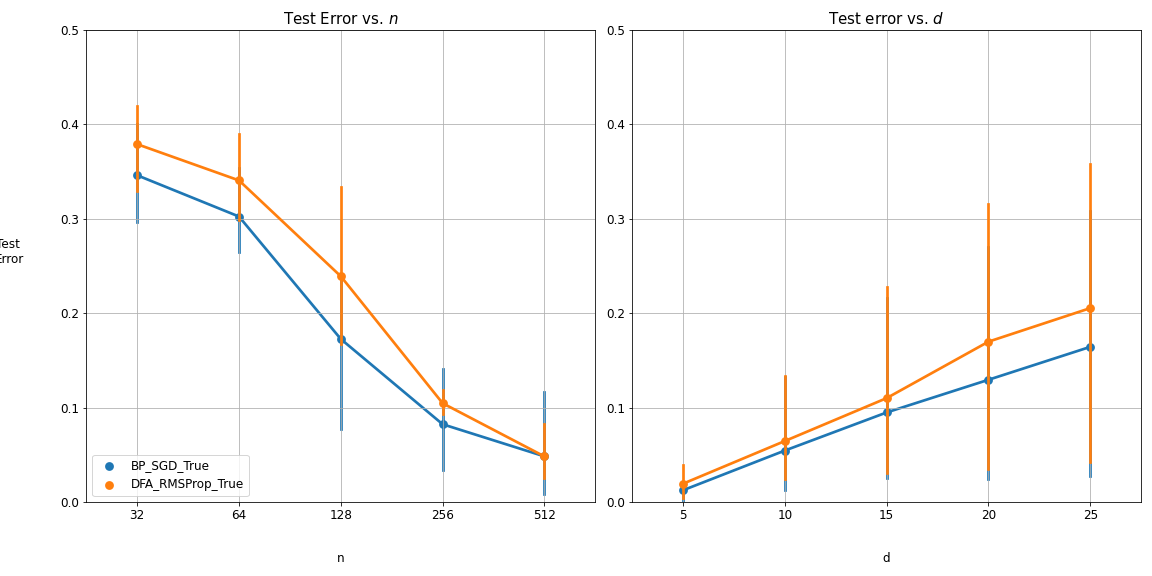 Test Error vs. n
0.5
0.4
0.3
0.2
0.1
0.0
Test
Error
BP_SGD_True
DFA_RMSProp_True
32 64 128 256 512
n
Test error vs. d
0.5
0.4
0.3
0.2
0.1
0.0
5 10 15 20 25
d